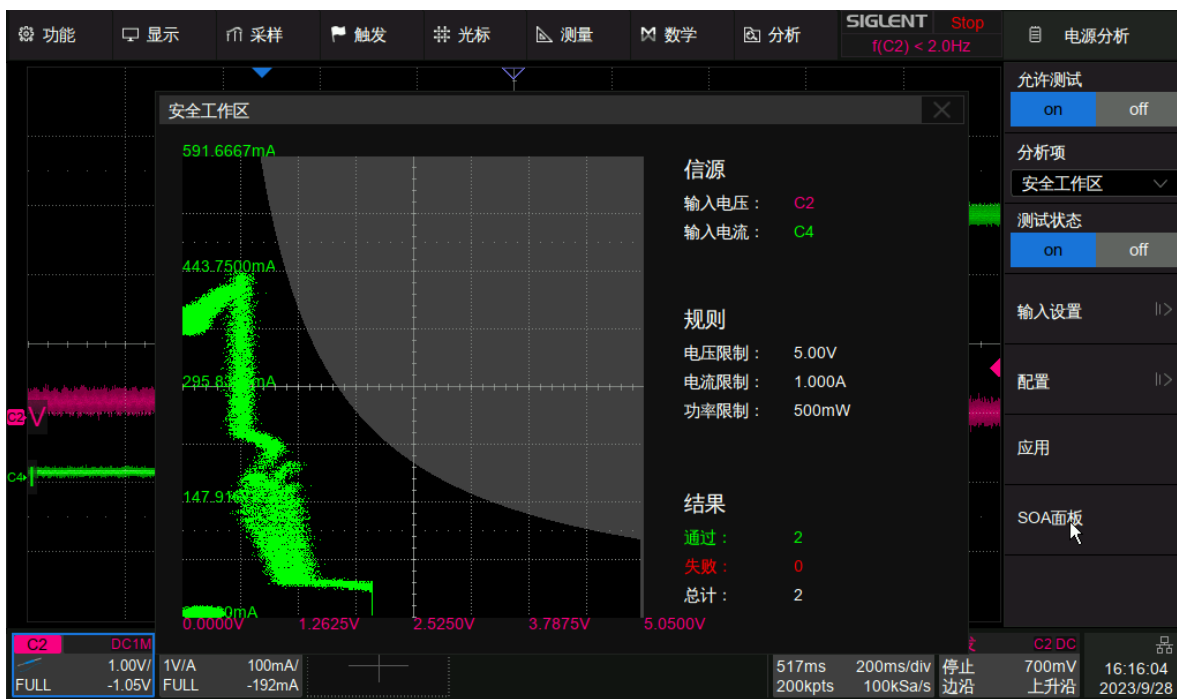 功能 显示 采样 触发 光标 测量 数学 分析 SIGLENT Stop
f(C2) < 2.0Hz
电源分析
允许测试
on off
分析项
安全工作区
测试状态
on off
输入设置
配置
应用
SOA面板
安全工作区
591.6667mA
443.7500mA
0.0000V 1.2625V 2.5250V 3.7875V 5.0500V
信源
输入电压： C2
输入电流： C4
规则
电压限制： 5.00V
电流限制： 1.000A
功率限制： 500mW
结果
通过： 2
失败： 0
总计： 2
C2 V
C4 I
C2 DC1M
1.00V/ 1V/A 100mA/
FULL -1.05V FULL -192mA
517ms 200ms/div 停止 700mV
200kpts 100kSa/s 边沿 上升沿
C2 DC
16:16:04
2023/9/28